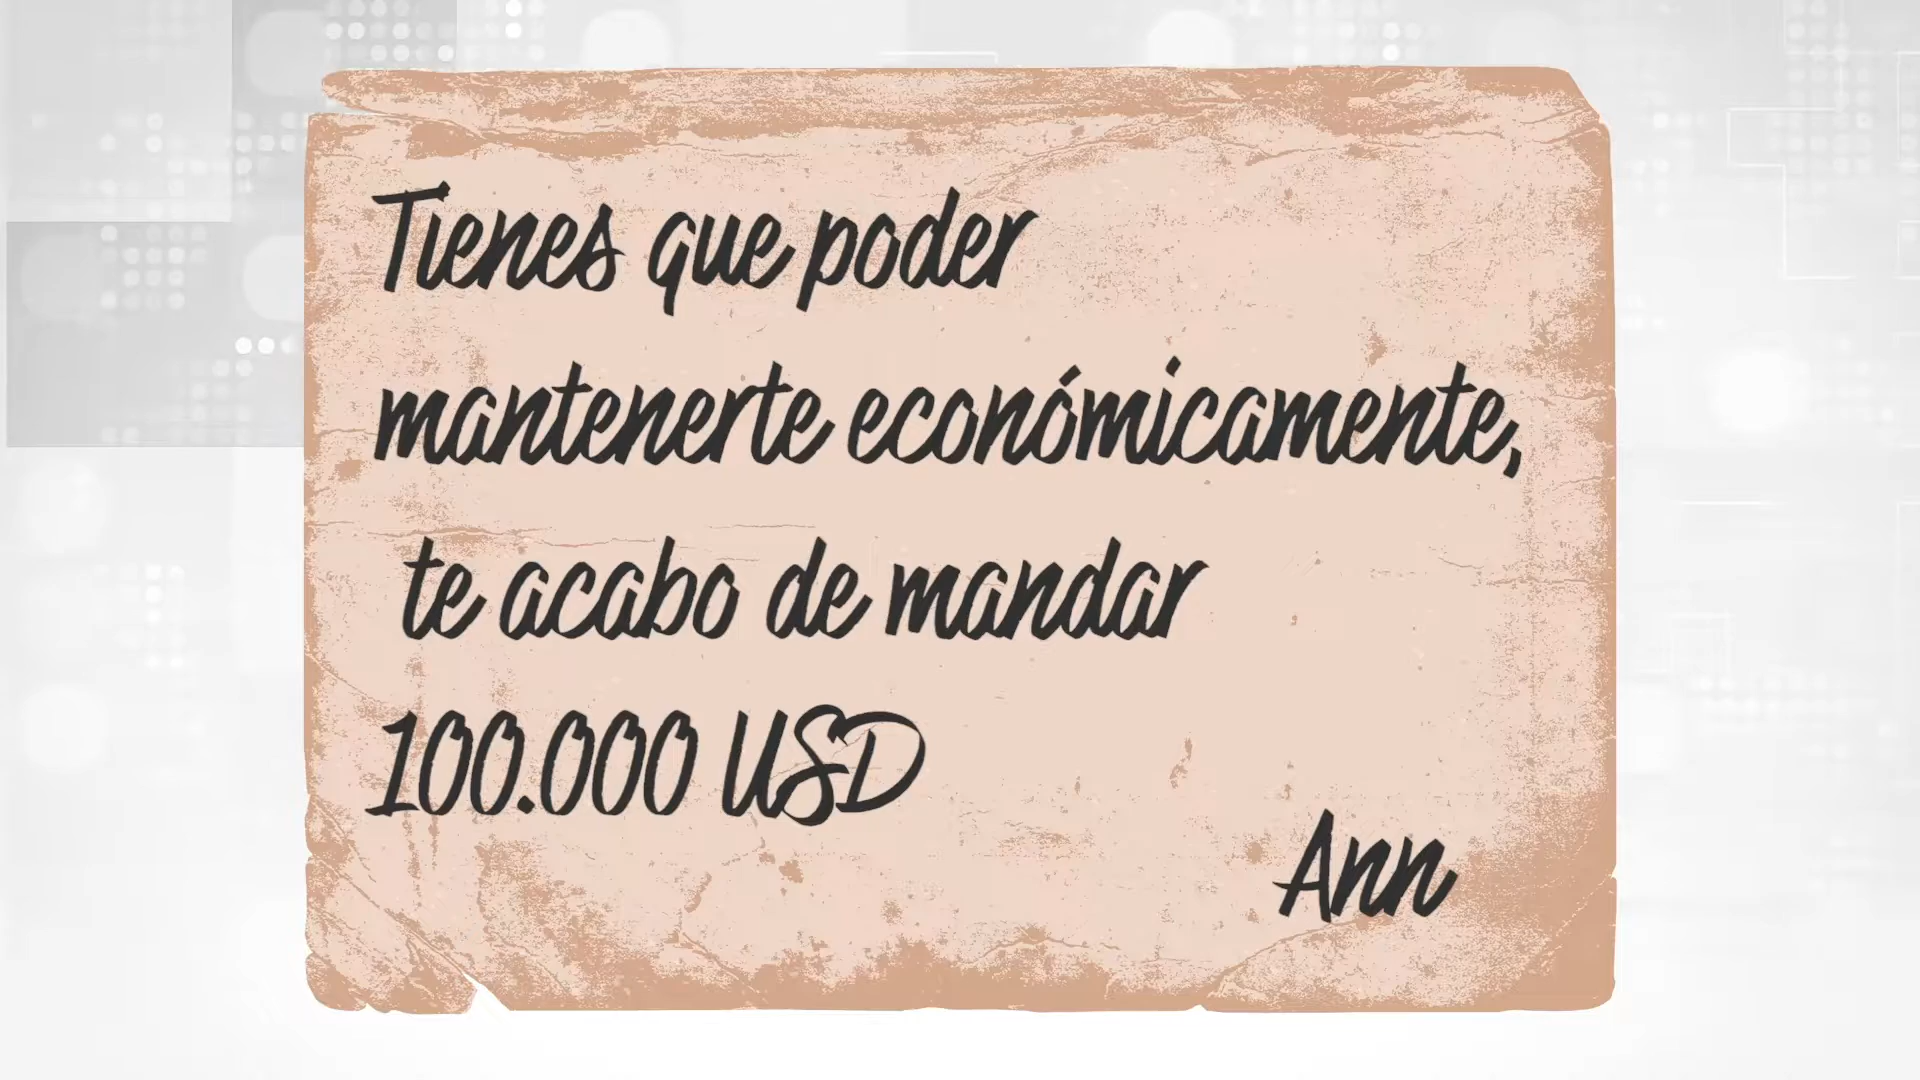 Tienes que poder
mantenerte económicamente,
te acabo de mandar
100.000 USD
Ann